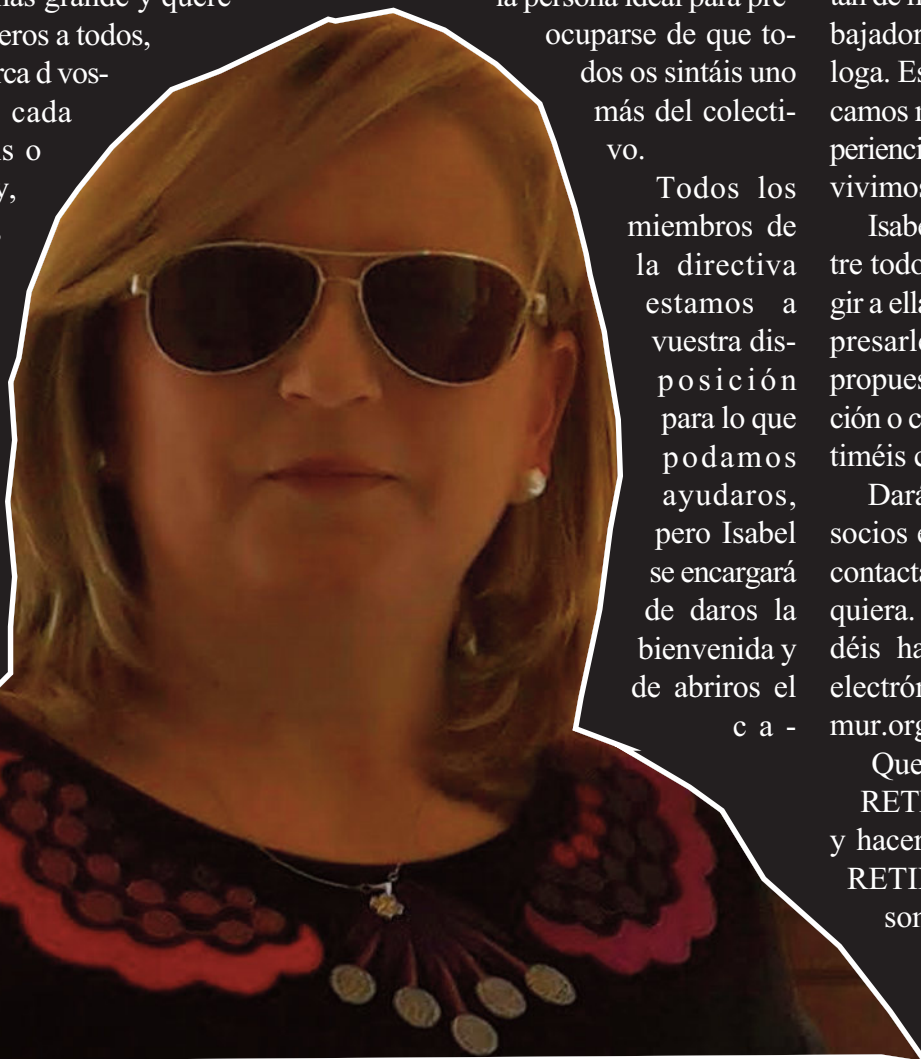 más grande y quere
eros a todos,
rca d vos-
cada
s o
y,
la persona ideal para pre
ocuparse de que to-
dos os sintáis uno
más del colecti-
vo.
Todos los
miembros de
la directiva
estamos a
vuestra dis-
posición
para lo que
podamos
ayudaros,
pero Isabel
se encargará
de daros la
bienvenida y
de abriros el
ca-
bajador
loga. Es
camos
perienci
vivimos
Isabe
tre todo
gir a ella
presarle
propues
ción o c
timéis c
Dará
socios e
contacta
quiera.
déis ha
electrón
mur.org
Que
RETI
y hacer
RETI
son